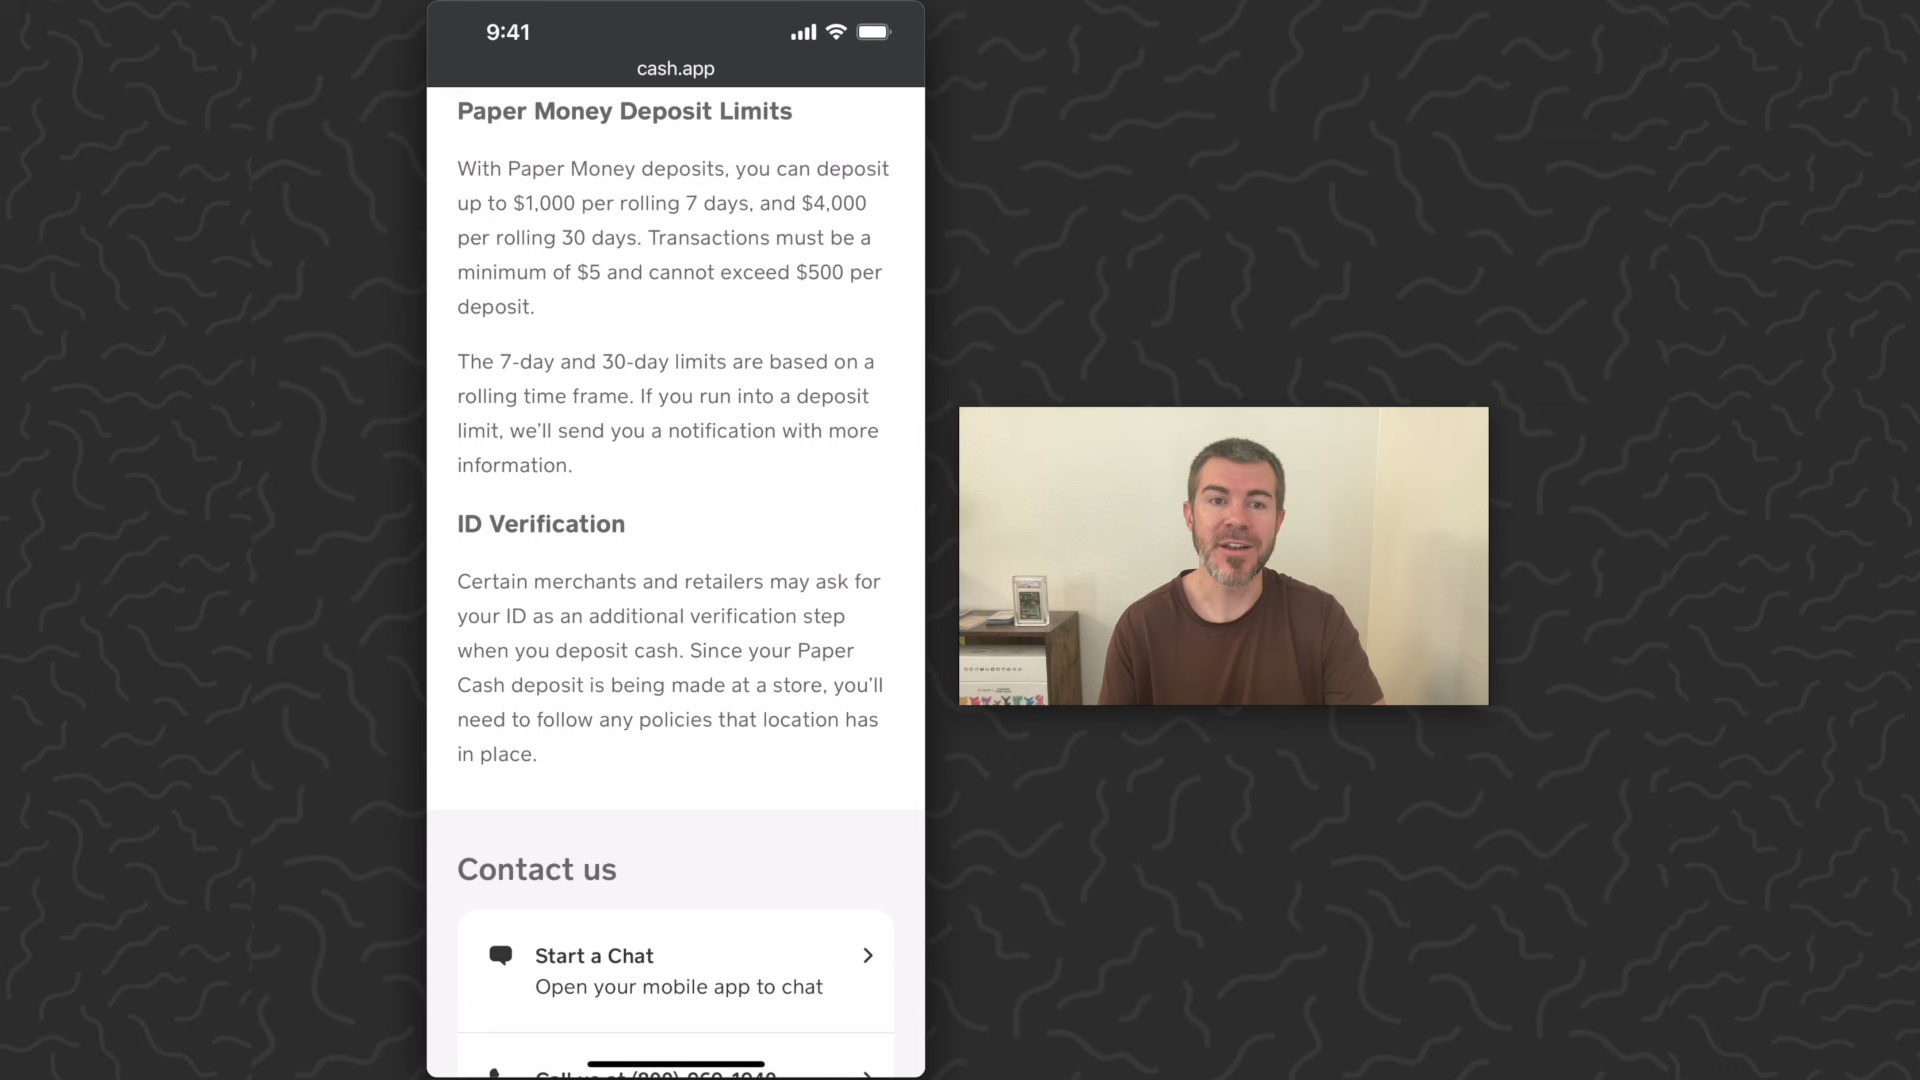 9:41
cash.app
Paper Money Deposit Limits
With Paper Money deposits, you can deposit
up to $1,000 per rolling 7 days, and $4,000
per rolling 30 days. Transactions must be a
minimum of $5 and cannot exceed $500 per
deposit.
The 7-day and 30-day limits are based on a
rolling time frame. If you run into a deposit
limit, we’ll send you a notification with more
information.
ID Verification
Certain merchants and retailers may ask for
your ID as an additional verification step
when you deposit cash. Since your Paper
Cash deposit is being made at a store, you’ll
need to follow any policies that location has
in place.
Contact us
Start a Chat
Open your mobile app to chat
Call us at